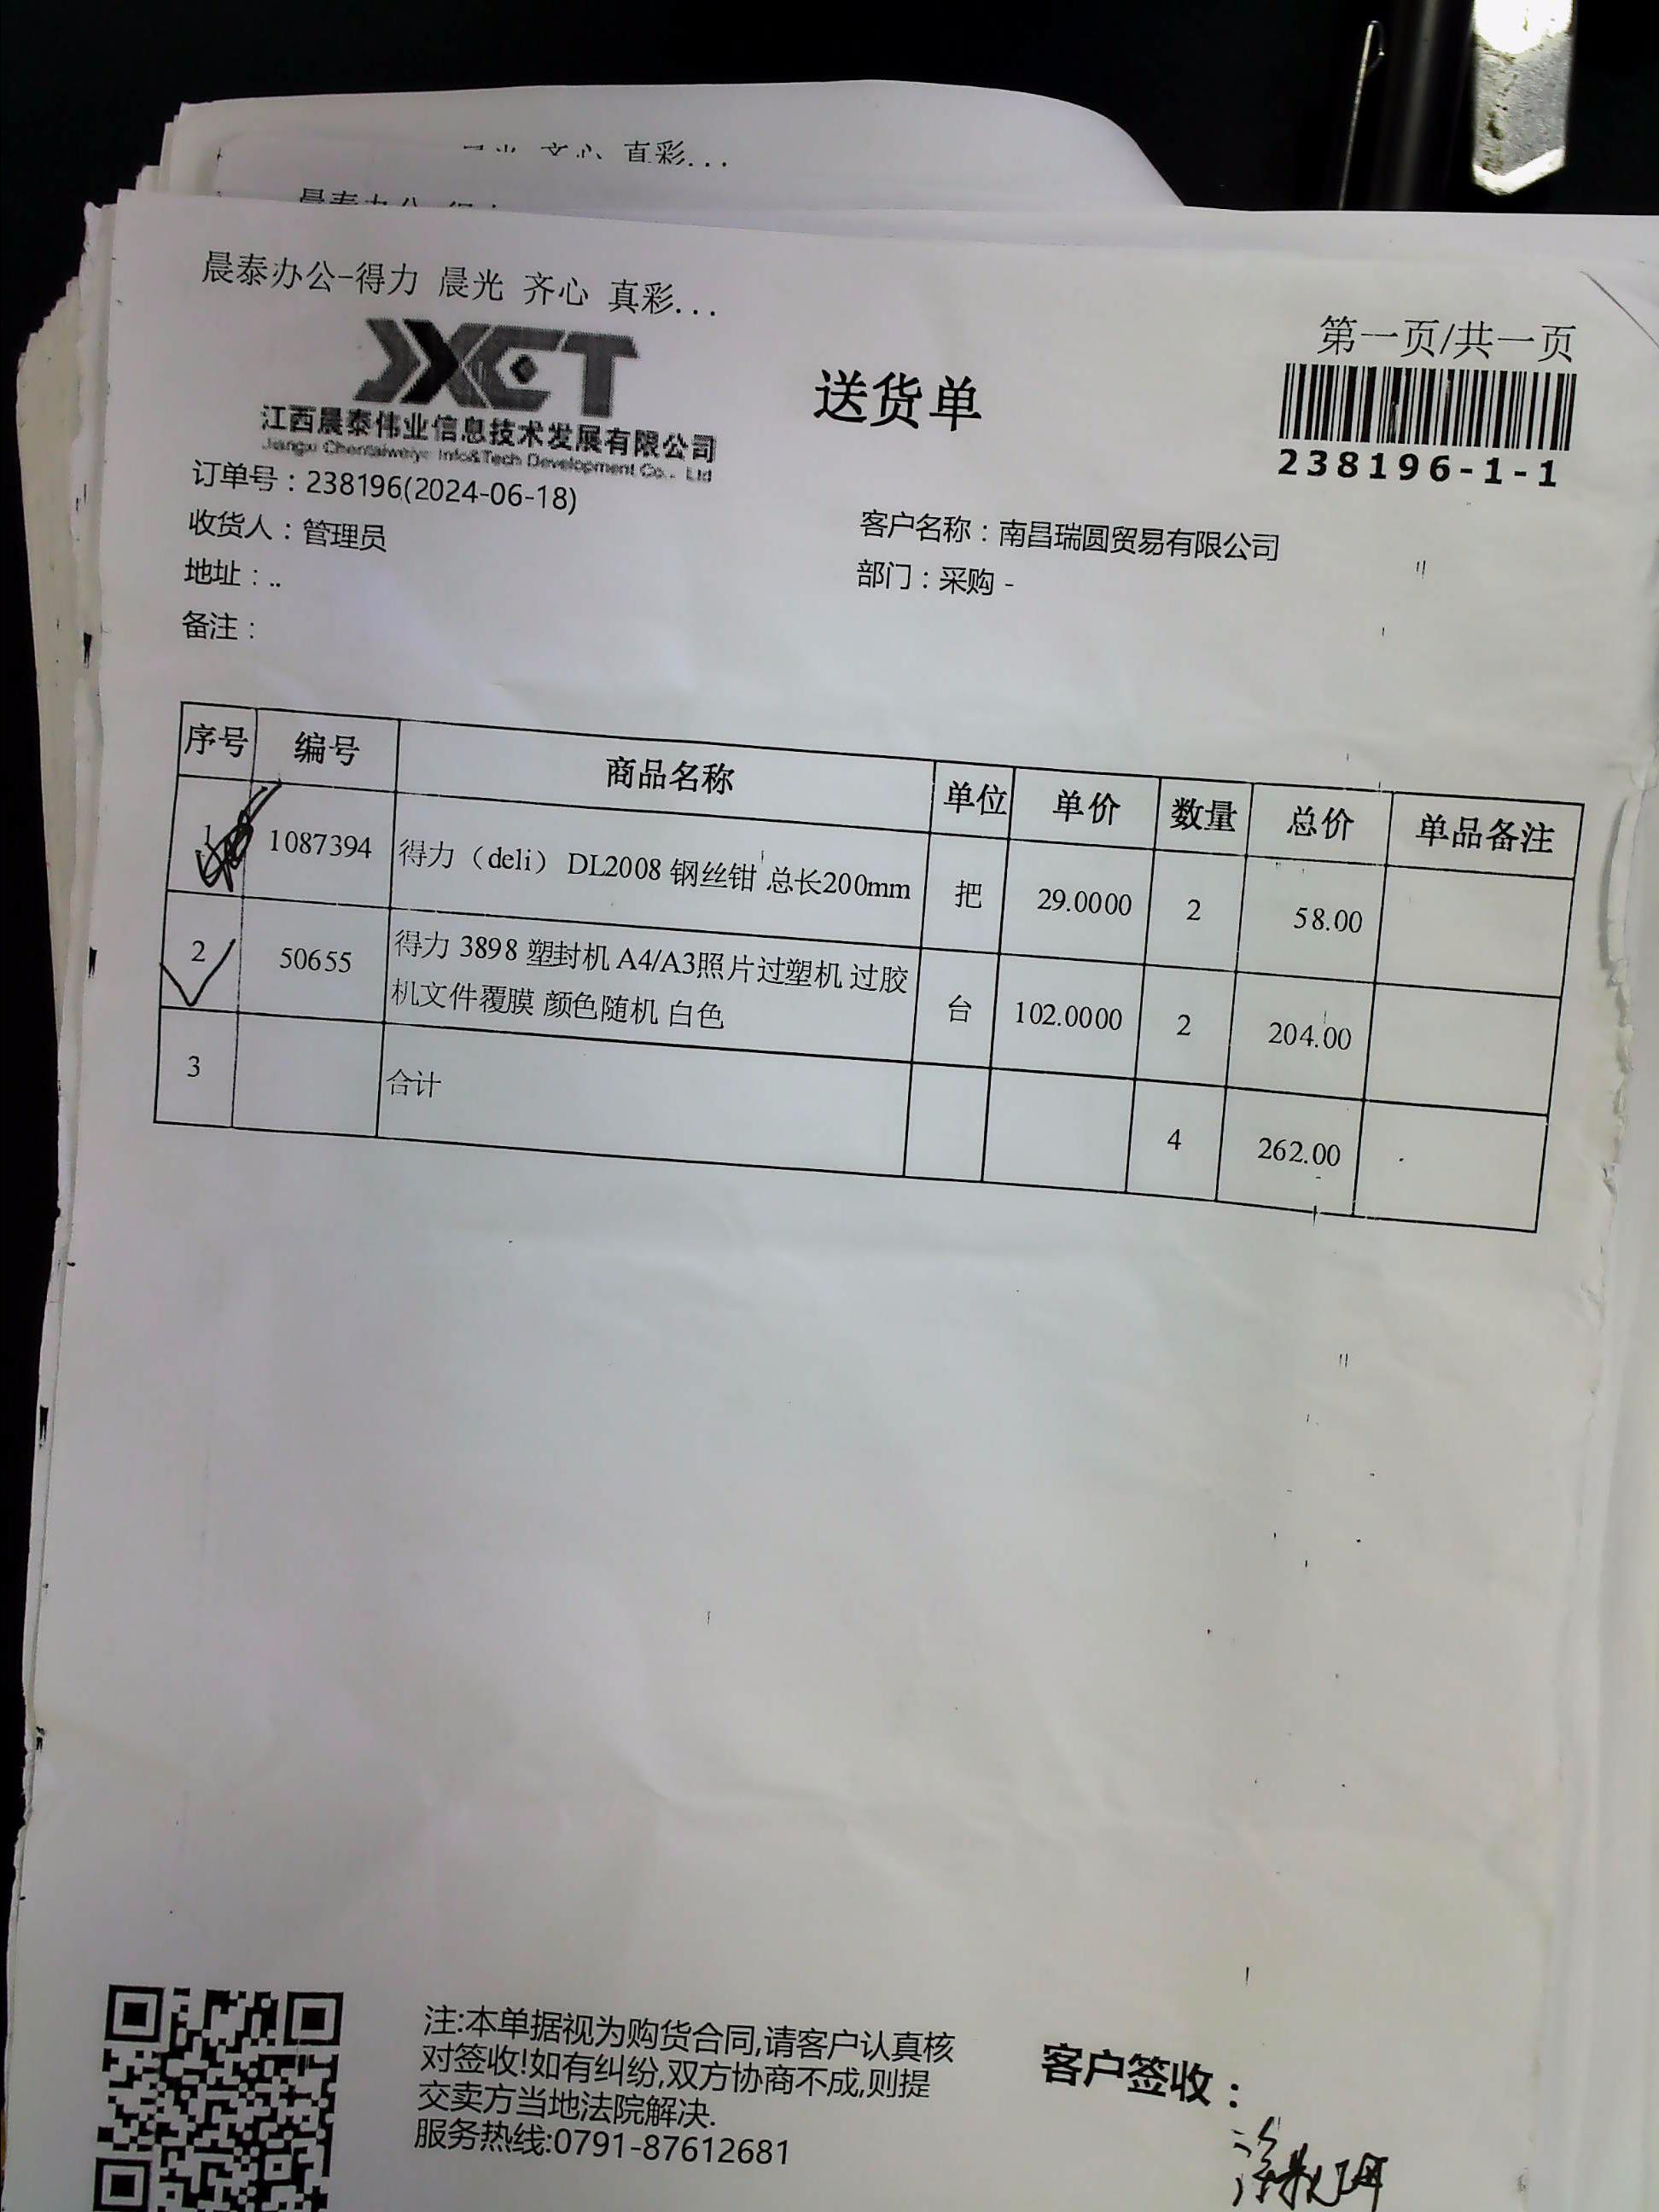 真彩...
晨泰办公-得力 晨光 齐心 真彩...
第一页/共一页
JXCT
送货单
江西晨泰伟业信息技术发展有限公司
Jiangxi Chentaiweiye Info&Tech Development Co., Ltd
238196-1-1
订单号：238196(2024-06-18)
收货人：管理员
客户名称：南昌瑞圆贸易有限公司
地址：..
部门：采购 -
备注：
序号 编号 商品名称 单位 单价 数量 总价 单品备注
1 1087394 得力（deli） DL2008 钢丝钳 总长200mm 把 29.0000 2 58.00
2 50655 得力 3898 塑封机 A4/A3照片过塑机 过胶
机文件覆膜 颜色随机 白色 台 102.0000 2 204.00
3 合计 4 262.00
注:本单据视为购货合同,请客户认真核
对签收!如有纠纷,双方协商不成,则提
交卖方当地法院解决.
服务热线:0791-87612681
客户签收：